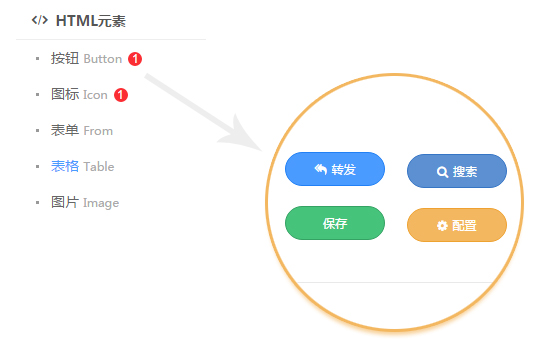 </> HTML元素
按钮 Button 1
图标 Icon 1
表单 From
表格 Table
图片 Image
转发
搜索
保存
配置